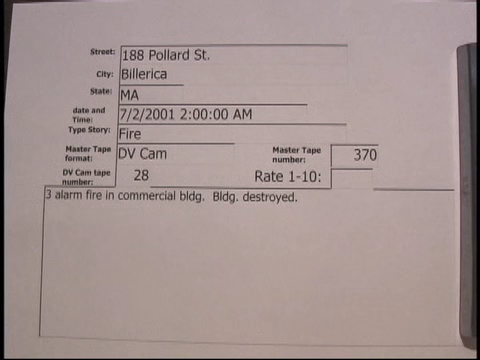 Street: 188 Pollard St.
City: Billerica
State: MA
date and Time: 7/2/2001 2:00:00 AM
Type Story: Fire
Master Tape format: DV Cam Master Tape number: 370
DV Cam tape number: 28 Rate 1-10:
3 alarm fire in commercial bldg. Bldg. destroyed.